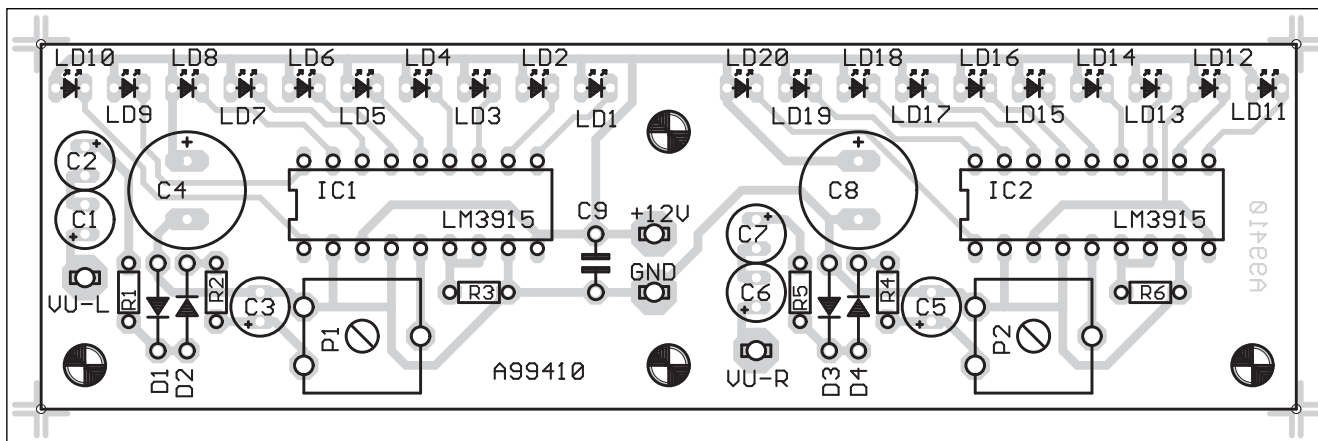 LD10 LD8 LD6 LD4 LD2 LD20 LD18 LD16 LD14 LD12
LD9 LD7 LD5 LD3 LD1 LD19 LD17 LD15 LD13 LD11
C2
C4
IC1
C8
IC2
C1
LM3915
C9
+12V
C7
LM3915
A99410
GND
VU-L
R1
R2
C3
R3
C6
R5
R4
C5
R6
P1
P2
D1
D2
A99410
VU-R
D3
D4